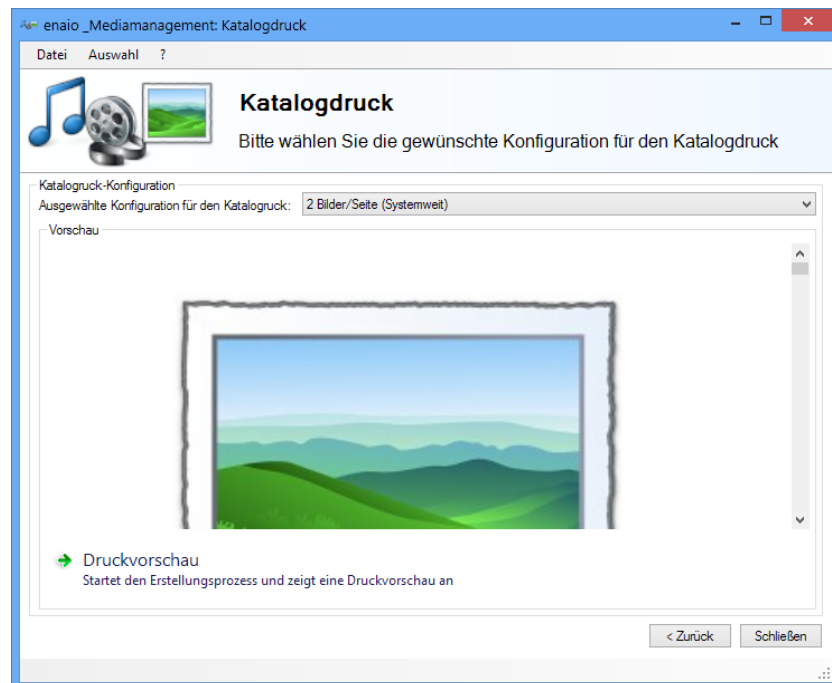 enaio _Mediamanagement: Katalogdruck
Datei Auswahl ?
Katalogdruck
Bitte wählen Sie die gewünschte Konfiguration für den Katalogdruck
Katalogruck-Konfiguration
Ausgewählte Konfiguration für den Katalogruck: 2 Bilder/Seite (Systemweit)
Vorschau
Druckvorschau
Startet den Erstellungsprozess und zeigt eine Druckvorschau an
< Zurück Schließen